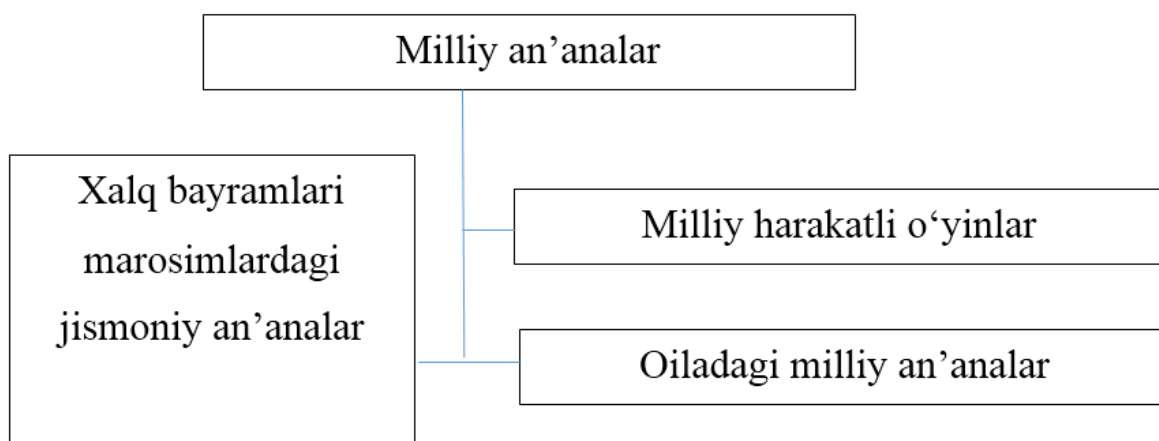 Milliy an’analar
Xalq bayramlari
marosimlardagi
jismoniy an’analar
Milliy harakatli o‘yinlar
Oiladagi milliy an’analar